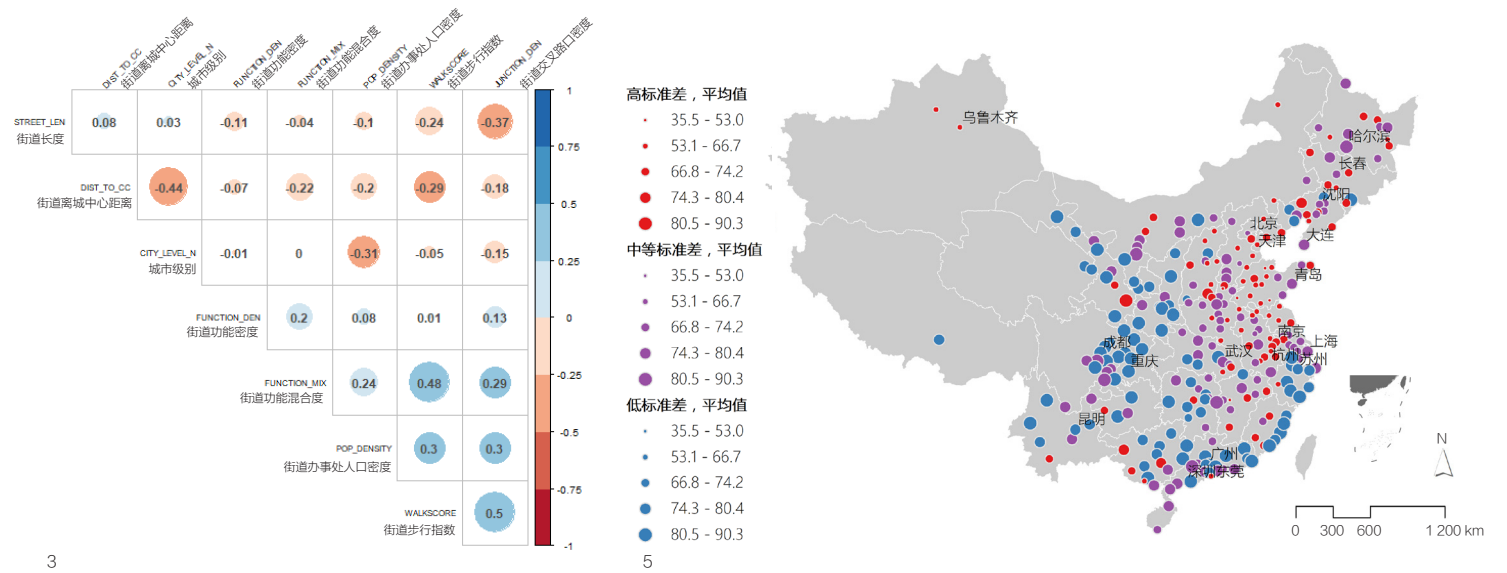 DIST_TO_CC
街道离城中心距离
CITY_LEVEL_N
城市级别
FUNCTION_DEN
街道功能密度
FUNCTION_MIX
街道功能混合度
POP_DENSITY
街道办事处人口密度
WALKSCORE
街道步行指数
JUNCTION_DEN
街道交叉路口密度
STREET_LEN
街道长度
0.08 0.03 -0.11 -0.04 -0.1 -0.24 -0.37
DIST_TO_CC
街道离城中心距离
-0.44 -0.07 -0.22 -0.2 -0.29 -0.18
CITY_LEVEL_N
城市级别
-0.01 0 -0.31 -0.05 -0.15
FUNCTION_DEN
街道功能密度
0.2 0.08 0.01 0.13
FUNCTION_MIX
街道功能混合度
0.24 0.48 0.29
POP_DENSITY
街道办事处人口密度
0.3 0.3
WALKSCORE
街道步行指数
0.5
1
0.75
0.5
0.25
0
-0.25
-0.5
-0.75
-1
3
高标准差，平均值
35.5 - 53.0
53.1 - 66.7
66.8 - 74.2
74.3 - 80.4
80.5 - 90.3
中等标准差，平均值
35.5 - 53.0
53.1 - 66.7
66.8 - 74.2
74.3 - 80.4
80.5 - 90.3
低标准差，平均值
35.5 - 53.0
53.1 - 66.7
66.8 - 74.2
74.3 - 80.4
80.5 - 90.3
5
乌鲁木齐
哈尔滨
长春
沈阳
北京
天津
大连
青岛
南京
上海
杭州
苏州
武汉
成都
重庆
昆明
广州
深圳
东莞
N
0 300 600 1 200 km